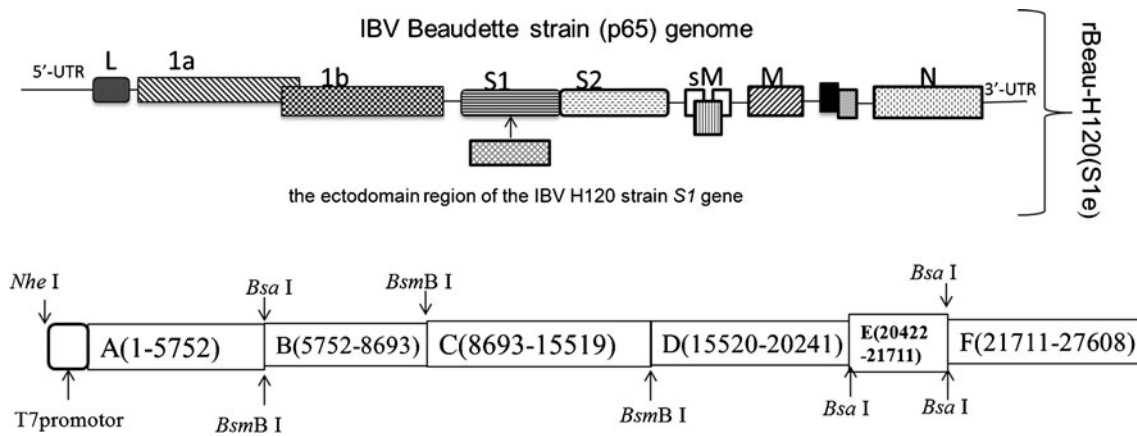 IBV Beaudette strain (p65) genome
5′-UTR L 1a 1b S1 S2 sM M N 3′-UTR
the ectodomain region of the IBV H120 strain S1 gene
rBeau-H120(S1e)
Nhe I Bsa I BsmB I Bsa I
A(1-5752) B(5752-8693) C(8693-15519) D(15520-20241) E(20422
-21711) F(21711-27608)
T7promotor BsmB I BsmB I Bsa I Bsa I